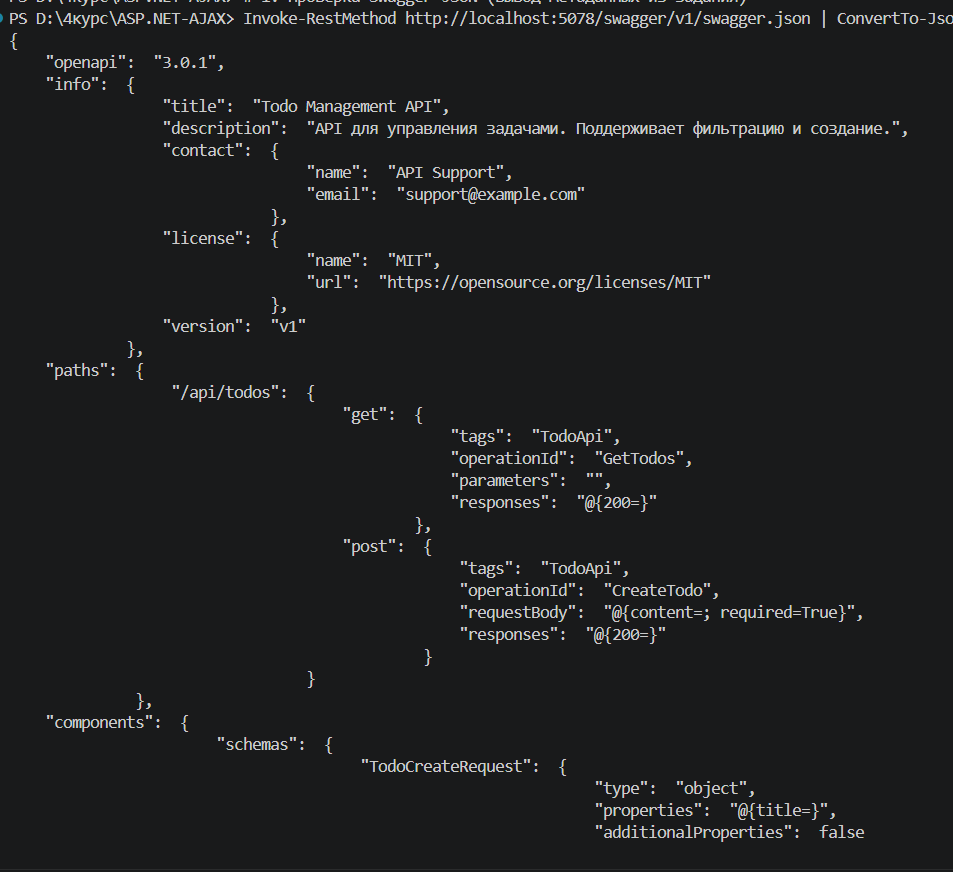 PS D:\4курс\ASP.NET-AJAX> Invoke-RestMethod http://localhost:5078/swagger/v1/swagger.json | ConvertTo-Jso
{
    "openapi":  "3.0.1",
    "info":  {
                 "title":  "Todo Management API",
                 "description":  "API для управления задачами. Поддерживает фильтрацию и создание.",
                 "contact":  {
                                 "name":  "API Support",
                                 "email":  "support@example.com"
                             },
                 "license":  {
                                 "name":  "MIT",
                                 "url":  "https://opensource.org/licenses/MIT"
                             },
                 "version":  "v1"
             },
    "paths":  {
                  "/api/todos":  {
                                     "get":  {
                                                 "tags":  "TodoApi",
                                                 "operationId":  "GetTodos",
                                                 "parameters":  "",
                                                 "responses":  "@{200=}"
                                             },
                                     "post":  {
                                                  "tags":  "TodoApi",
                                                  "operationId":  "CreateTodo",
                                                  "requestBody":  "@{content=; required=True}",
                                                  "responses":  "@{200=}"
                                              }
                                 }
              },
    "components":  {
                       "schemas":  {
                                       "TodoCreateRequest":  {
                                                                 "type":  "object",
                                                                 "properties":  "@{title=}",
                                                                 "additionalProperties":  false